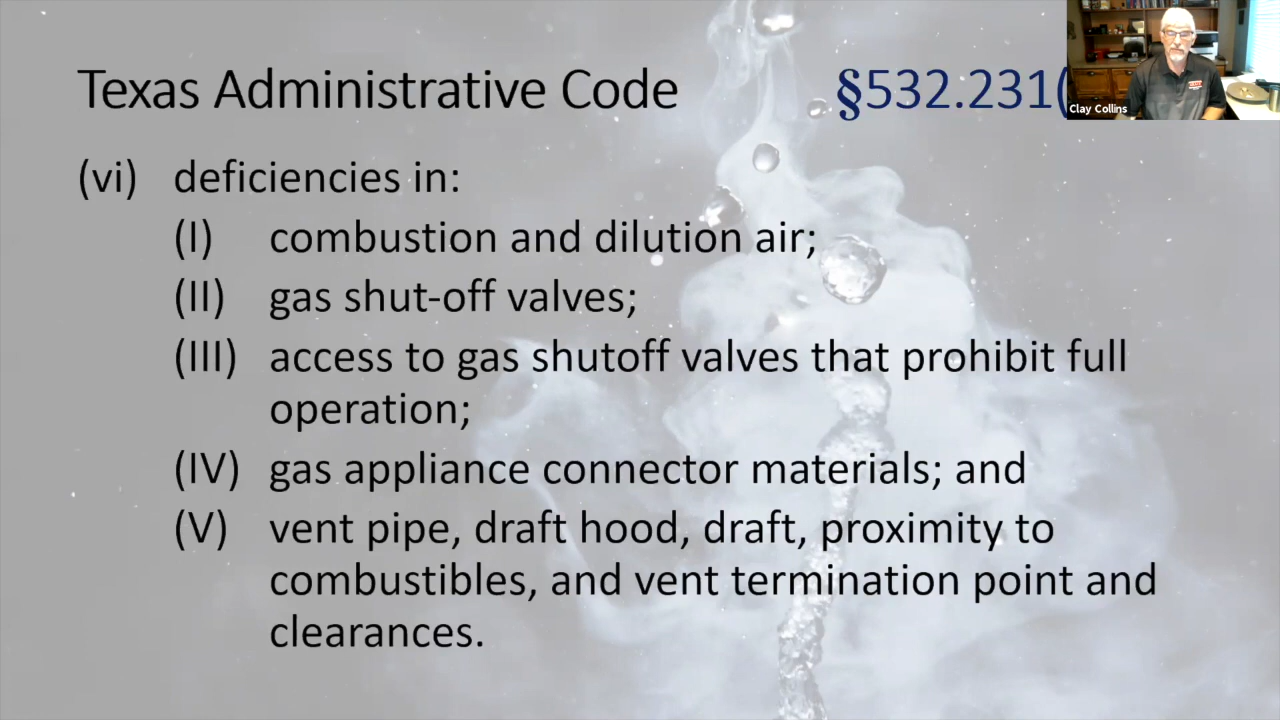 Texas Administrative Code §532.231(
Clay Collins
(vi) deficiencies in:
(I) combustion and dilution air;
(II) gas shut-off valves;
(III) access to gas shutoff valves that prohibit full
operation;
(IV) gas appliance connector materials; and
(V) vent pipe, draft hood, draft, proximity to
combustibles, and vent termination point and
clearances.